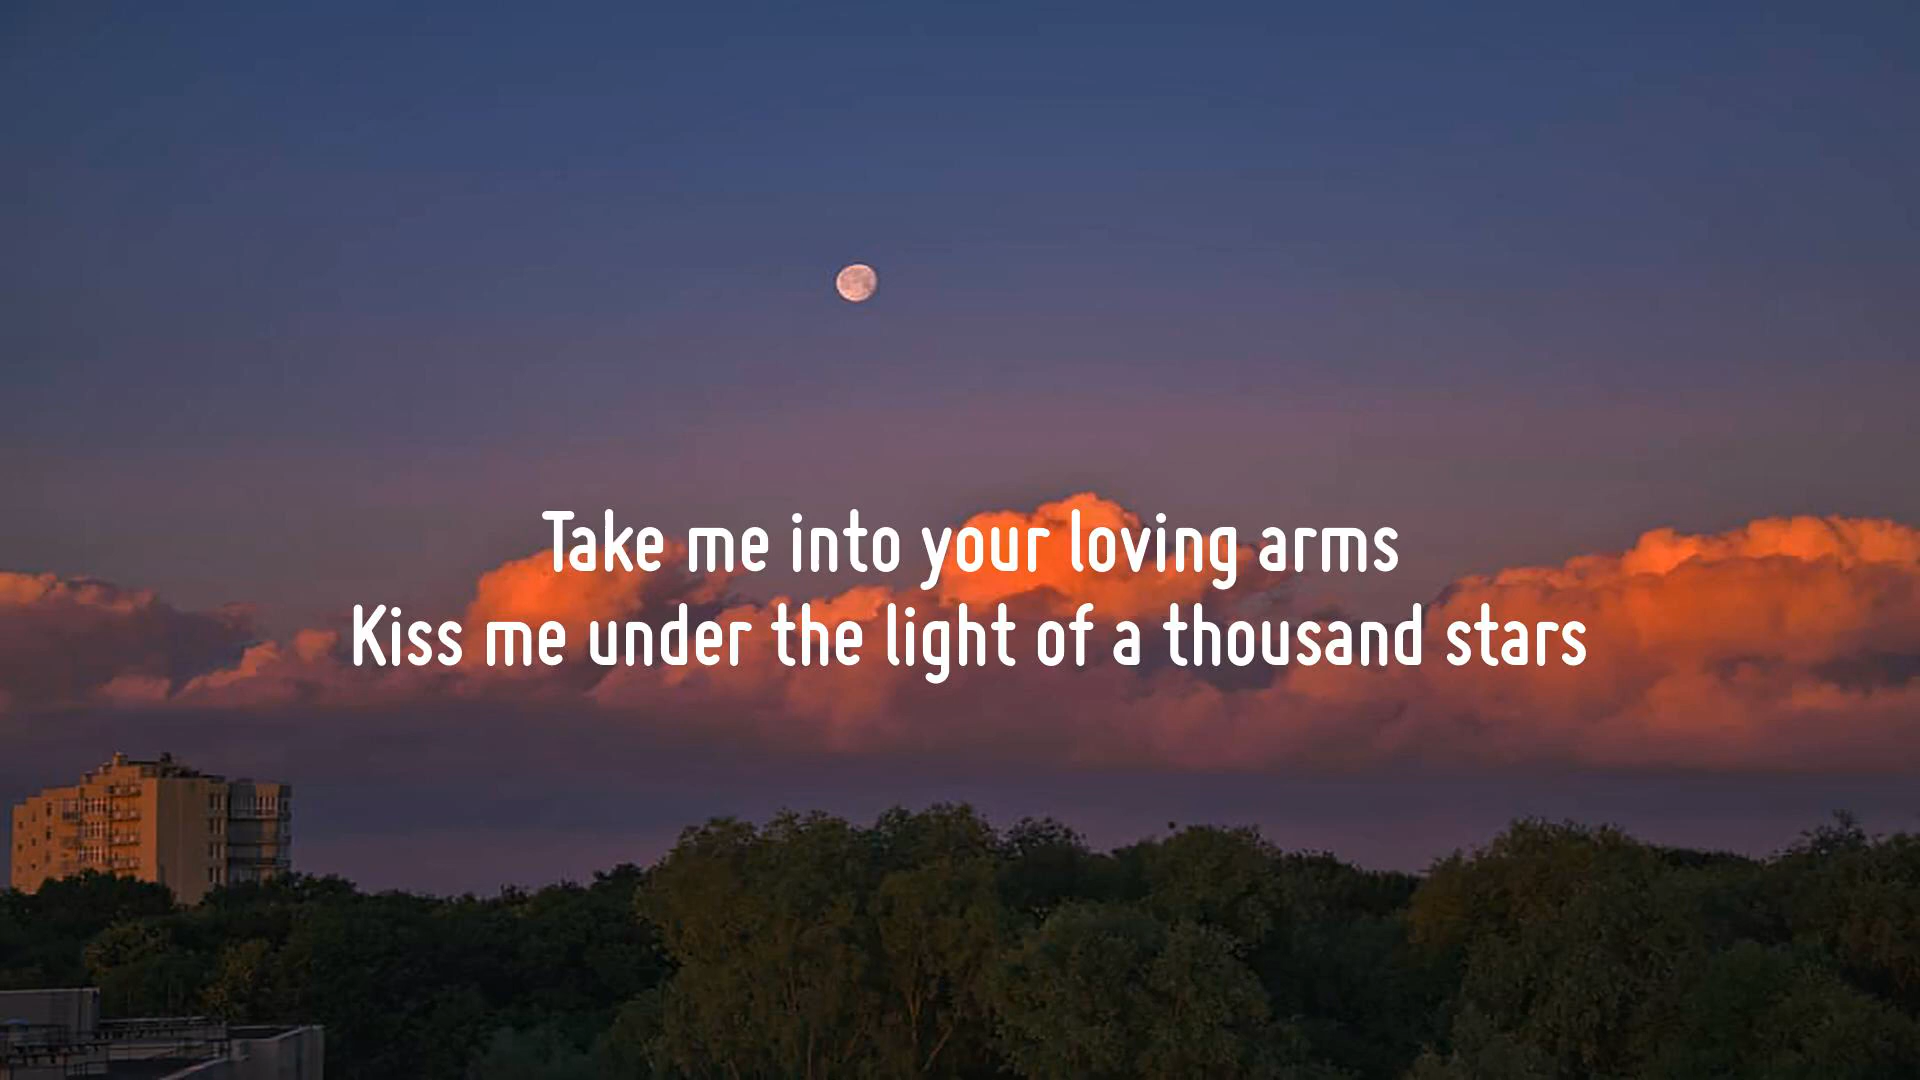 Take me into your loving arms
Kiss me under the light of a thousand stars